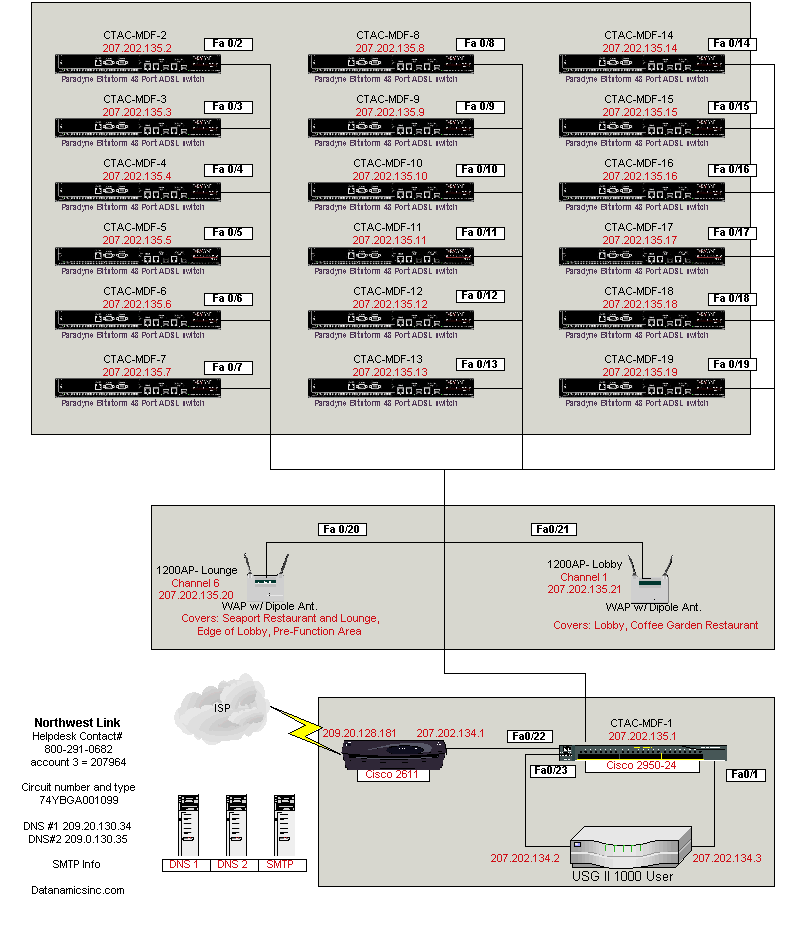 CTAC-MDF-2
207.202.135.2
Fa 0/2
Paradyne Bitstorm 48 Port ADSL switch
CTAC-MDF-8
207.202.135.8
Fa 0/8
Paradyne Bitstorm 48 Port ADSL switch
CTAC-MDF-14
207.202.135.14
Fa 0/14
Paradyne Bitstorm 48 Port ADSL switch
CTAC-MDF-3
207.202.135.3
Fa 0/3
Paradyne Bitstorm 48 Port ADSL switch
CTAC-MDF-9
207.202.135.9
Fa 0/9
Paradyne Bitstorm 48 Port ADSL switch
CTAC-MDF-15
207.202.135.15
Fa 0/15
Paradyne Bitstorm 48 Port ADSL switch
CTAC-MDF-4
207.202.135.4
Fa 0/4
Paradyne Bitstorm 48 Port ADSL switch
CTAC-MDF-10
207.202.135.10
Fa 0/10
Paradyne Bitstorm 48 Port ADSL switch
CTAC-MDF-16
207.202.135.16
Fa 0/16
Paradyne Bitstorm 48 Port ADSL switch
CTAC-MDF-5
207.202.135.5
Fa 0/5
Paradyne Bitstorm 48 Port ADSL switch
CTAC-MDF-11
207.202.135.11
Fa 0/11
Paradyne Bitstorm 48 Port ADSL switch
CTAC-MDF-17
207.202.135.17
Fa 0/17
Paradyne Bitstorm 48 Port ADSL switch
CTAC-MDF-6
207.202.135.6
Fa 0/6
Paradyne Bitstorm 48 Port ADSL switch
CTAC-MDF-12
207.202.135.12
Fa 0/12
Paradyne Bitstorm 48 Port ADSL switch
CTAC-MDF-18
207.202.135.18
Fa 0/18
Paradyne Bitstorm 48 Port ADSL switch
CTAC-MDF-7
207.202.135.7
Fa 0/7
Paradyne Bitstorm 48 Port ADSL switch
CTAC-MDF-13
207.202.135.13
Fa 0/13
Paradyne Bitstorm 48 Port ADSL switch
CTAC-MDF-19
207.202.135.19
Fa 0/19
Paradyne Bitstorm 48 Port ADSL switch
Fa 0/20
Fa0/21
1200AP- Lounge
Channel 6
207.202.135.20
WAP w/ Dipole Ant.
Covers: Seaport Restaurant and Lounge,
Edge of Lobby, Pre-Function Area
1200AP- Lobby
Channel 1
207.202.135.21
WAP w/ Dipole Ant.
Covers: Lobby, Coffee Garden Restaurant
ISP
209.20.128.181
207.202.134.1
Cisco 2611
Fa0/22
CTAC-MDF-1
207.202.135.1
Cisco 2950-24
Fa0/23
Fa0/1
207.202.134.2
207.202.134.3
USG II 1000 User
Northwest Link
Helpdesk Contact#
800-291-0682
account 3 = 207964
Circuit number and type
74YBGA001099
DNS #1 209.20.130.34
DNS#2 209.0.130.35
SMTP Info
Datanamicsinc.com
DNS 1
DNS 2
SMTP